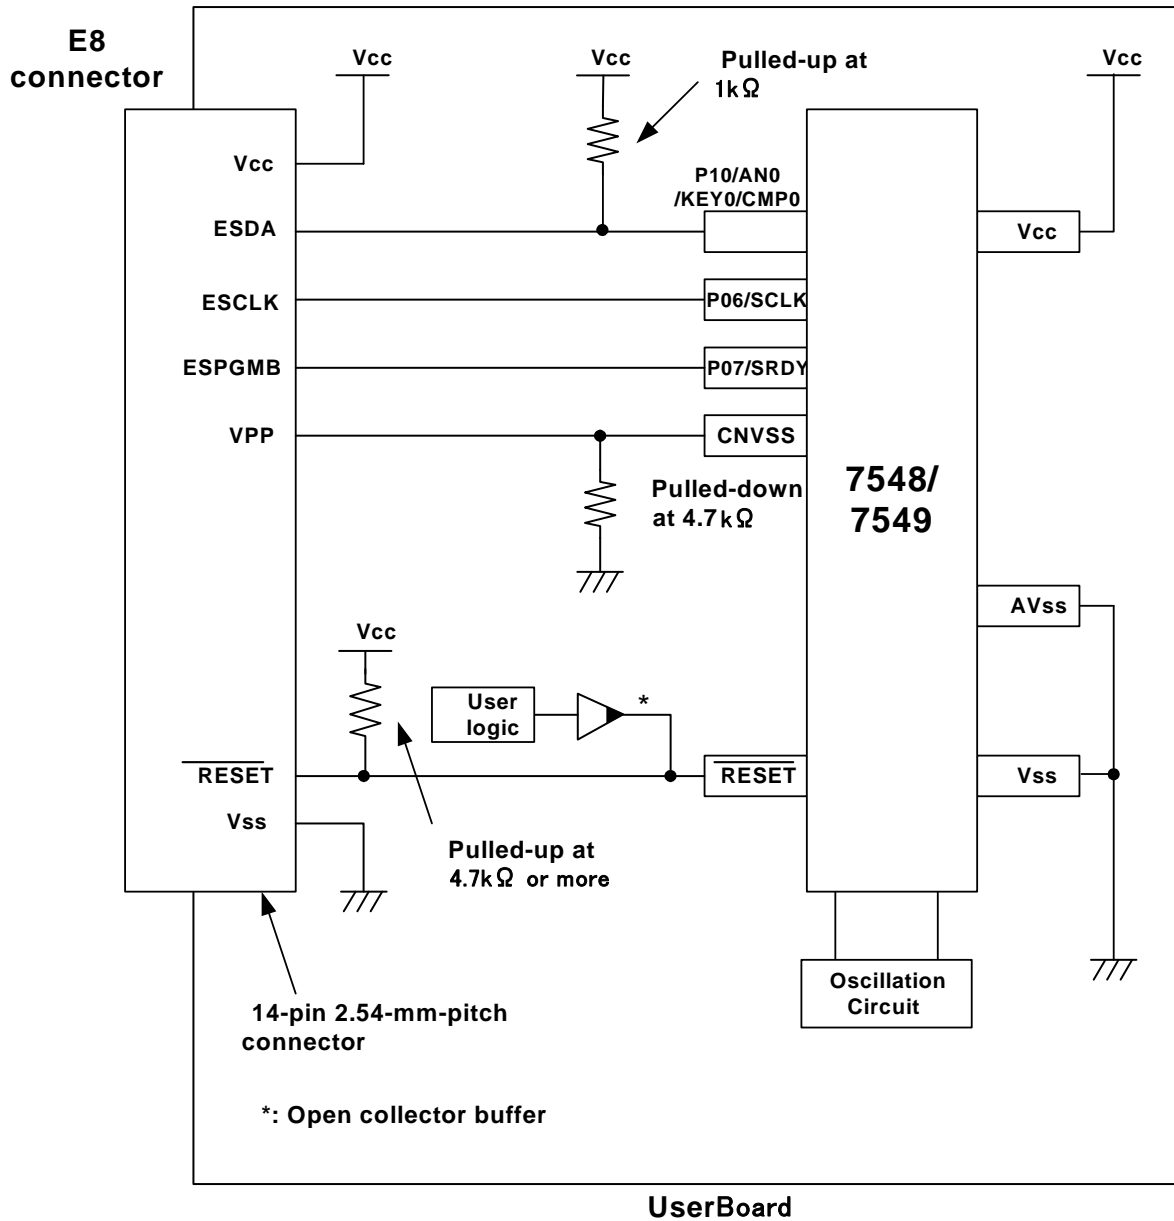 E8
connector
Vcc
Vcc
Pulled-up at
1kΩ
Vcc
Vcc
P10/AN0
/KEY0/CMP0
ESDA
Vcc
ESCLK
P06/SCLK
ESPGMB
P07/SRDY
VPP
CNVSS
7548/
7549
Pulled-down
at 4.7kΩ
AVss
Vcc
User
logic
*
RESET
RESET
Vss
Vss
Pulled-up at
4.7kΩ or more
Oscillation
Circuit
14-pin 2.54-mm-pitch
connector
*: Open collector buffer
UserBoard